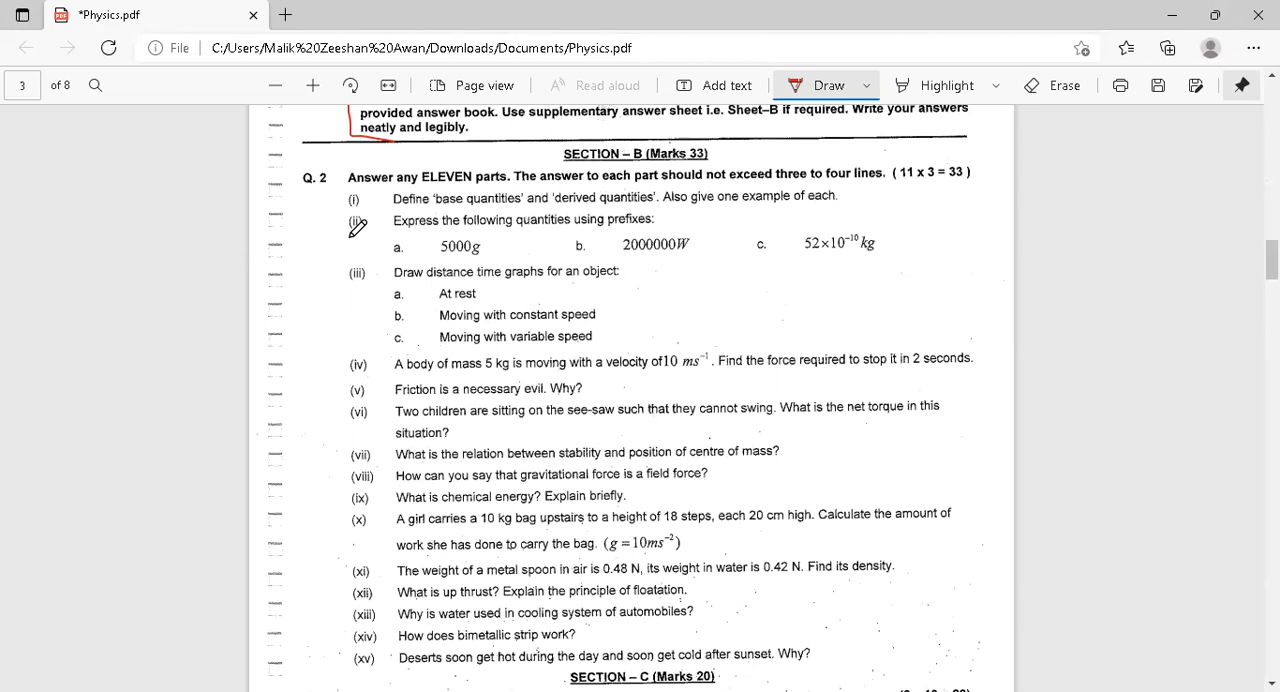 *Physics.pdf
File C:/Users/Malik%20Zeeshan%20Awan/Downloads/Documents/Physics.pdf
3 of 8 Page view Read aloud Add text Draw Highlight Erase
provided answer book. Use supplementary answer sheet i.e. Sheet–B if required. Write your answers
neatly and legibly.
SECTION – B (Marks 33)
Q. 2 Answer any ELEVEN parts. The answer to each part should not exceed three to four lines. ( 11 x 3 = 33 )
(i) Define 'base quantities' and 'derived quantities'. Also give one example of each.
(ii) Express the following quantities using prefixes:
a. 5000g b. 2000000W c. 52×10⁻¹⁰ kg
(iii) Draw distance time graphs for an object:
a. At rest
b. Moving with constant speed
c. Moving with variable speed
(iv) A body of mass 5 kg is moving with a velocity of 10 ms⁻¹. Find the force required to stop it in 2 seconds.
(v) Friction is a necessary evil. Why?
(vi) Two children are sitting on the see-saw such that they cannot swing. What is the net torque in this
situation?
(vii) What is the relation between stability and position of centre of mass?
(viii) How can you say that gravitational force is a field force?
(ix) What is chemical energy? Explain briefly.
(x) A girl carries a 10 kg bag upstairs to a height of 18 steps, each 20 cm high. Calculate the amount of
work she has done to carry the bag. (g =10ms⁻²)
(xi) The weight of a metal spoon in air is 0.48 N, its weight in water is 0.42 N. Find its density.
(xii) What is up thrust? Explain the principle of floatation.
(xiii) Why is water used in cooling system of automobiles?
(xiv) How does bimetallic strip work?
(xv) Deserts soon get hot during the day and soon get cold after sunset. Why?
SECTION – C (Marks 20)